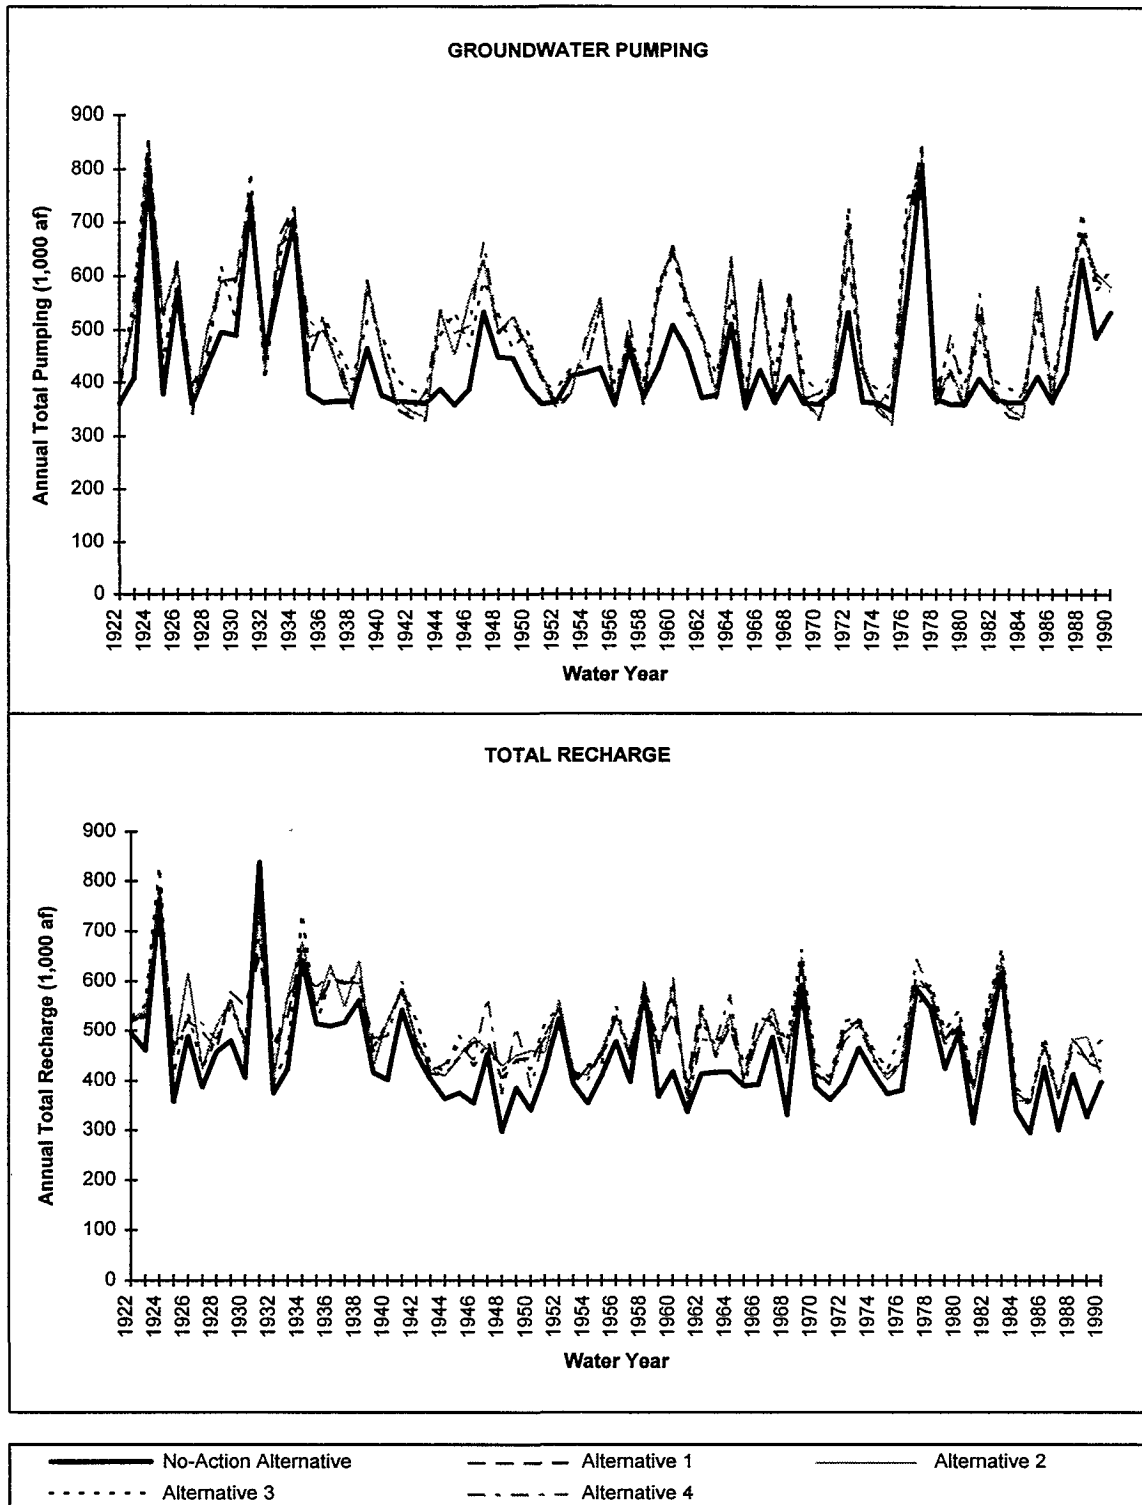 GROUNDWATER PUMPING
900
800
700
600
500
400
300
200
100
0
Annual Total Pumping (1,000 af)
1922 1924 1926 1928 1930 1932 1934 1936 1938 1940 1942 1944 1946 1948 1950 1952 1954 1956 1958 1960 1962 1964 1966 1968 1970 1972 1974 1976 1978 1980 1982 1984 1986 1988 1990
Water Year
TOTAL RECHARGE
900
800
700
600
500
400
300
200
100
0
Annual Total Recharge (1,000 af)
1922 1924 1926 1928 1930 1932 1934 1936 1938 1940 1942 1944 1946 1948 1950 1952 1954 1956 1958 1960 1962 1964 1966 1968 1970 1972 1974 1976 1978 1980 1982 1984 1986 1988 1990
Water Year
No-Action Alternative Alternative 1 Alternative 2
Alternative 3 Alternative 4